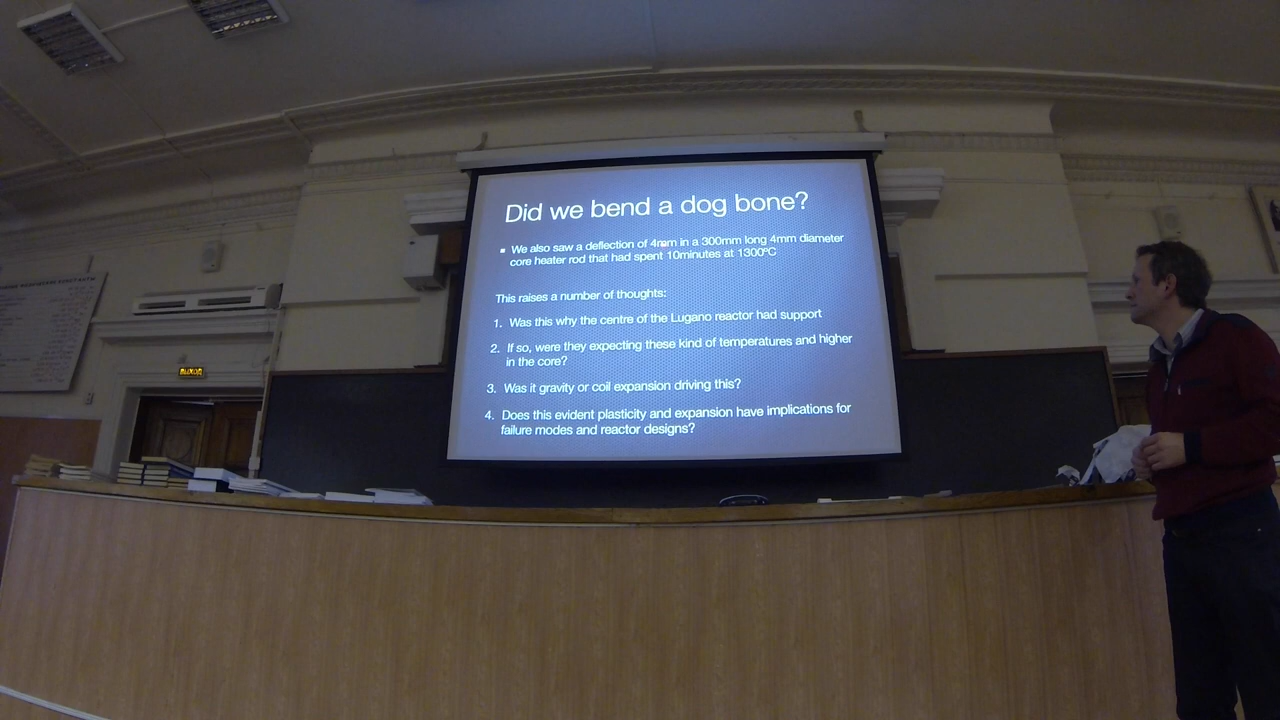 Did we bend a dog bone?
We also saw a deflection of 4mm in a 300mm long 4mm diameter
core heater rod that had spent 10minutes at 1300ºC
This raises a number of thoughts:
1. Was this why the centre of the Lugano reactor had support
2. If so, were they expecting these kind of temperatures and higher
in the core?
3. Was it gravity or coil expansion driving this?
4. Does this evident plasticity and expansion have implications for
failure modes and reactor designs?
ВЫХОД